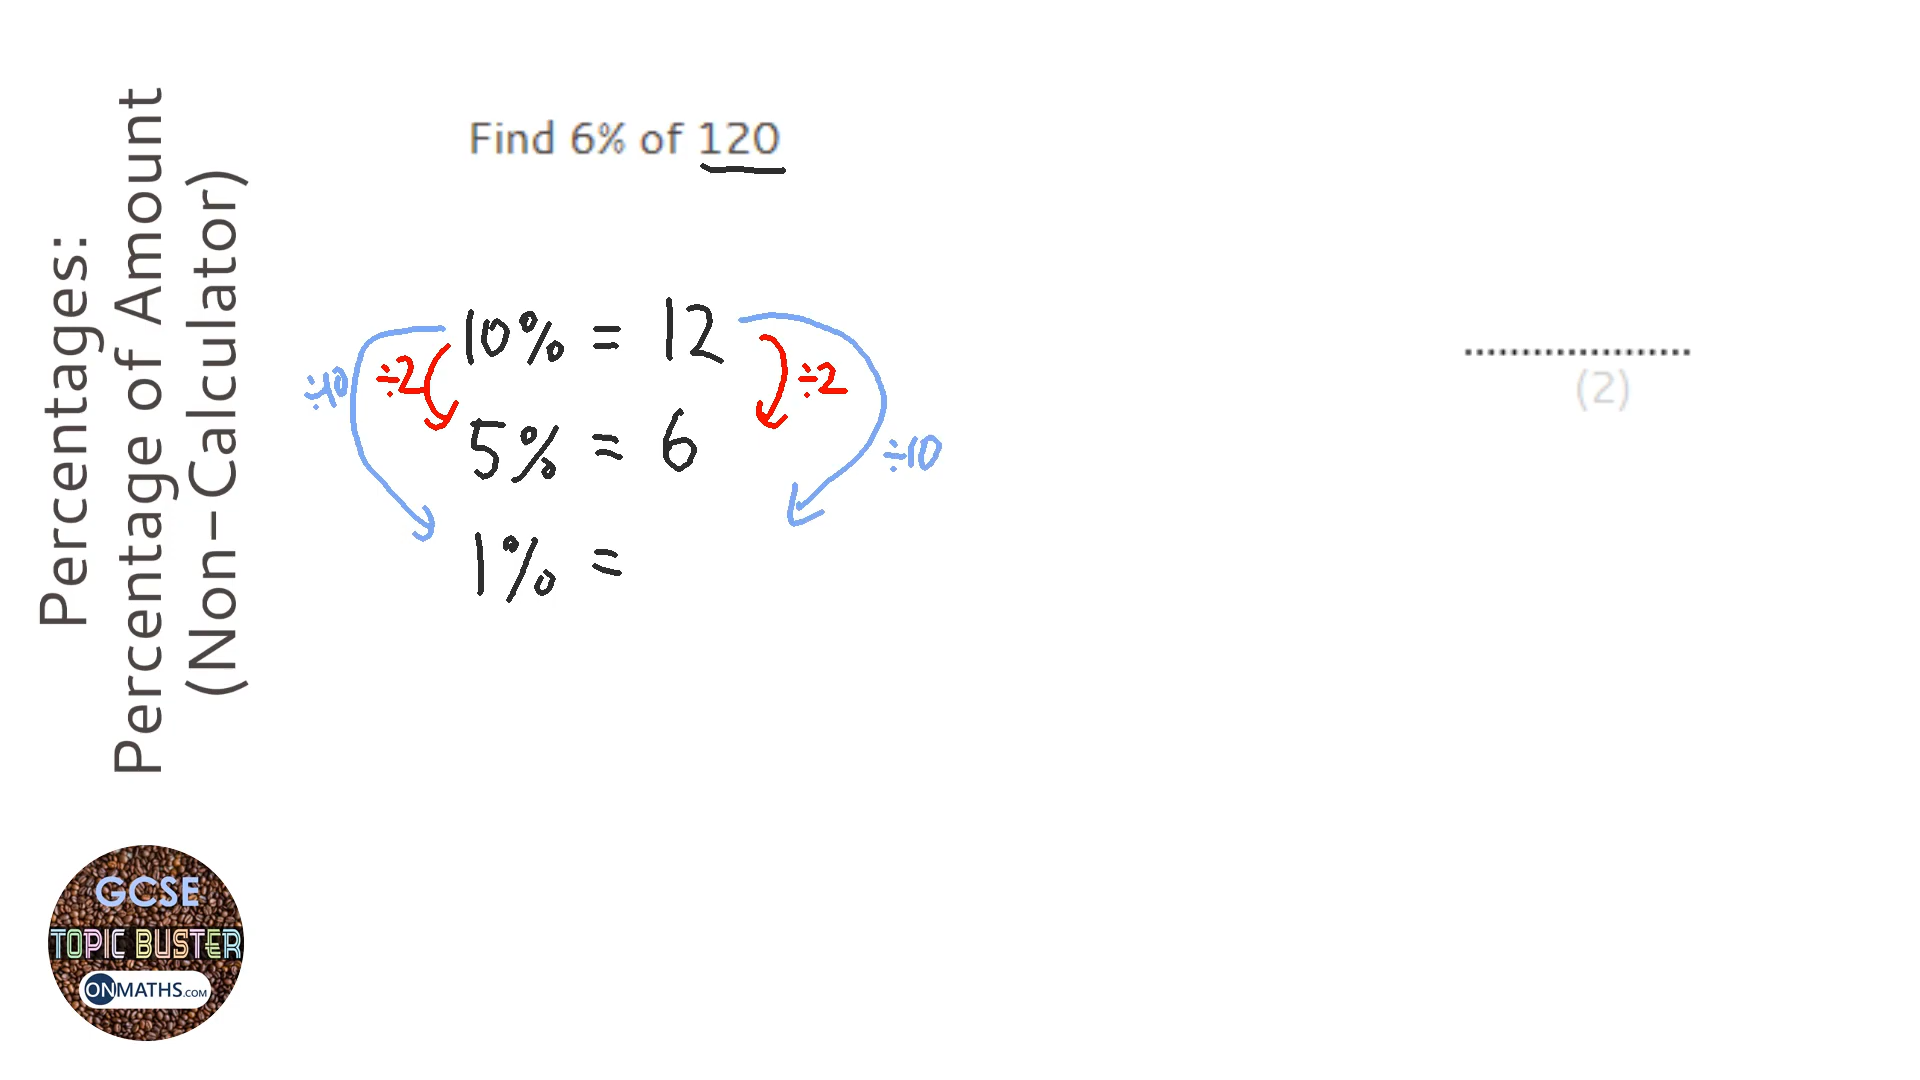 Percentages:
Percentage of Amount
(Non-Calculator)
Find 6% of 120
10% = 12
÷10
÷2
÷2
5% = 6
÷10
1% =
....................
(2)
GCSE
TOPIC BUSTER
ONMATHS.COM